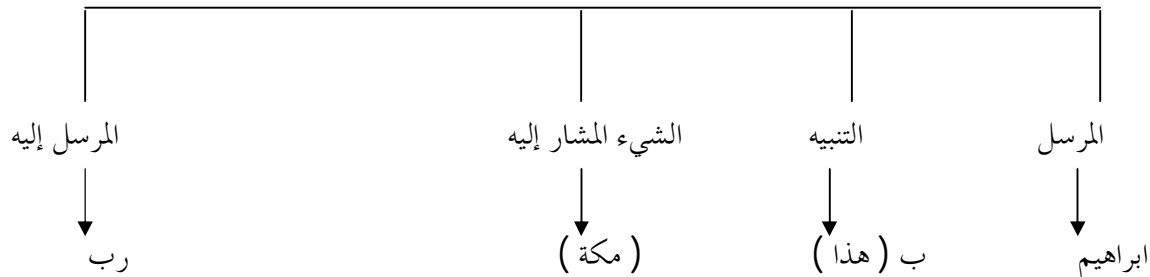 المرسل التنبيه الشيء المشار إليه المرسل إليه
ابراهيم ب ( هذا ) ( مكة ) رب